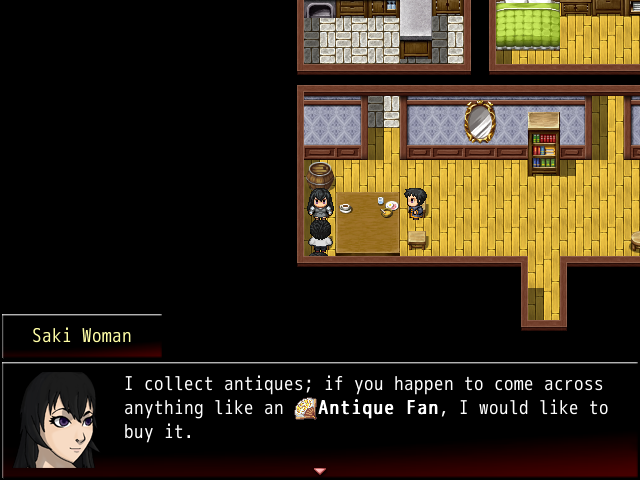 Saki Woman
I collect antiques; if you happen to come across
anything like an Antique Fan, I would like to
buy it.